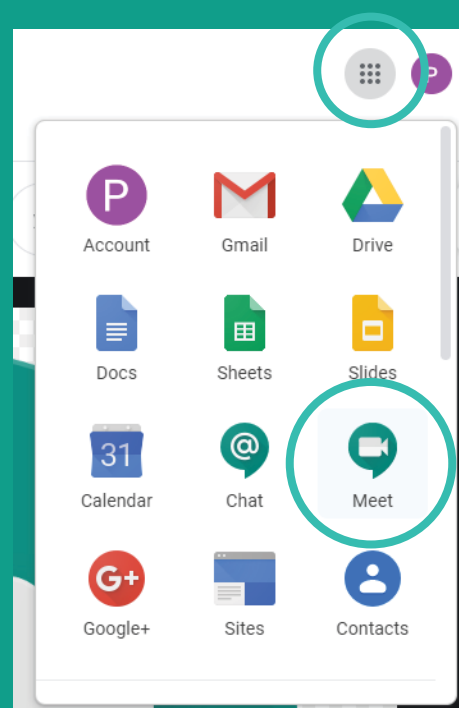 P
P
Account Gmail Drive
Docs Sheets Slides
31 @
Calendar Chat Meet
G+
Google+ Sites Contacts